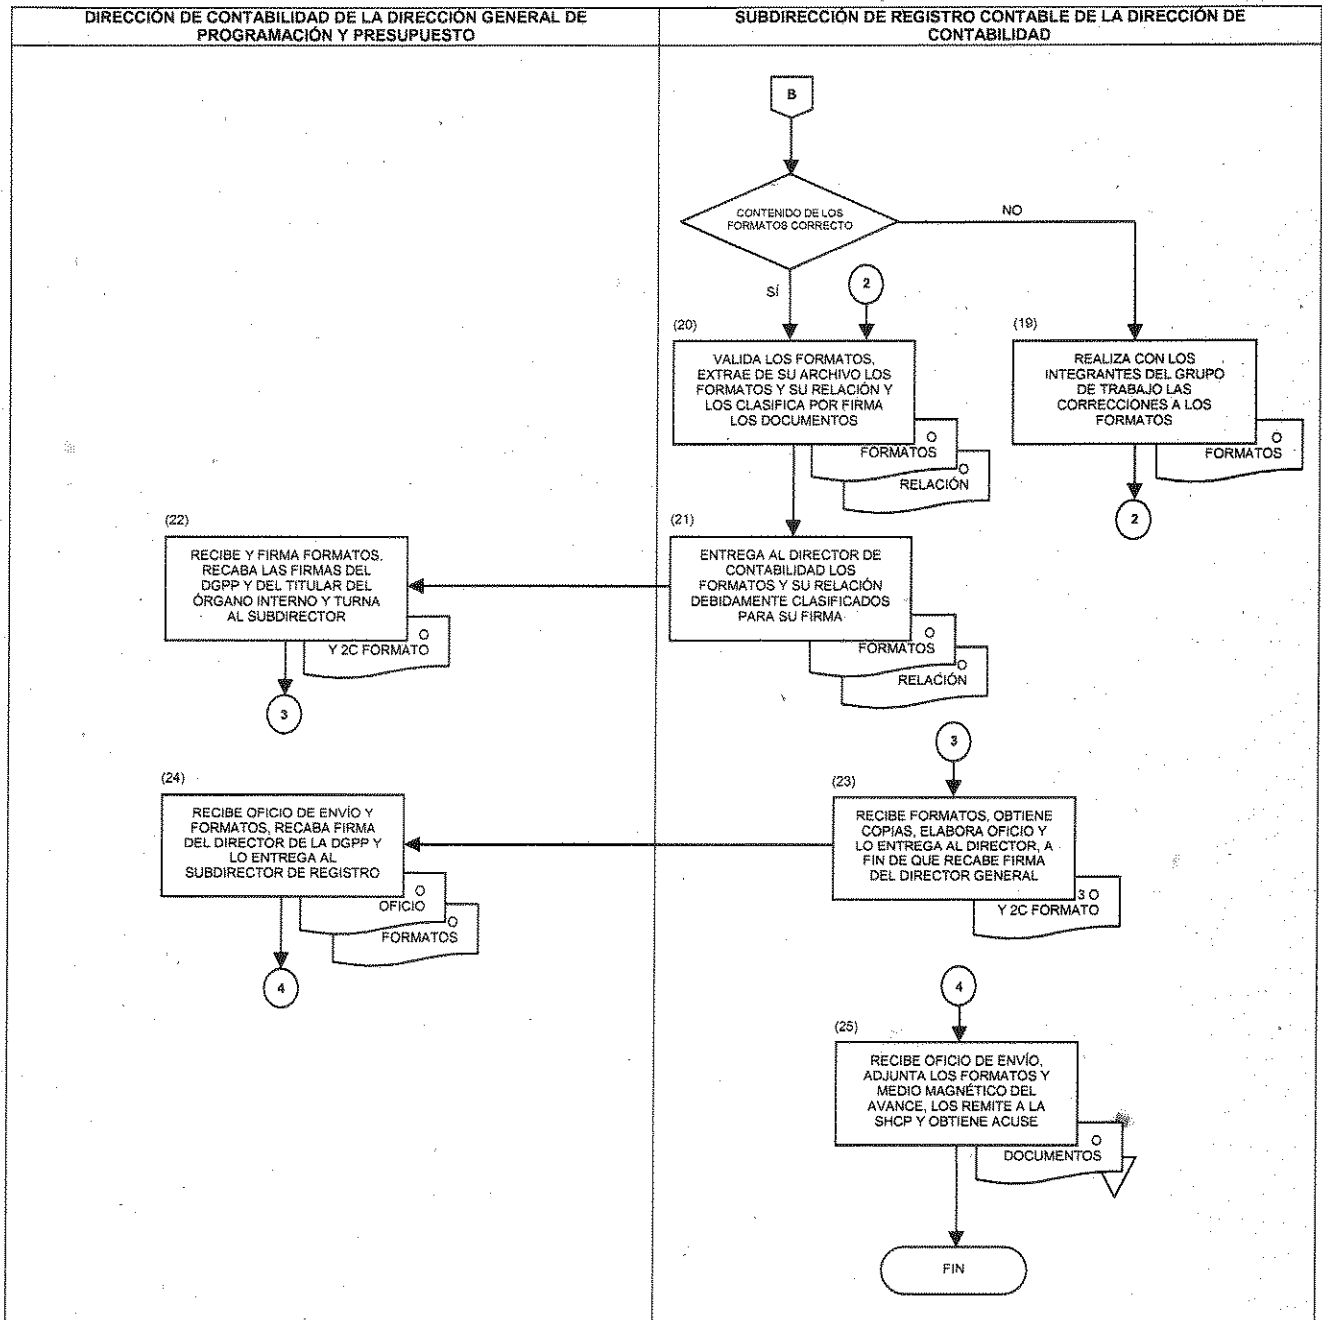 DIRECCIÓN DE CONTABILIDAD DE LA DIRECCIÓN GENERAL DE
PROGRAMACIÓN Y PRESUPUESTO
SUBDIRECCIÓN DE REGISTRO CONTABLE DE LA DIRECCIÓN DE
CONTABILIDAD
B
CONTENIDO DE LOS
FORMATOS CORRECTO
NO
SÍ
2
(20)
VALIDA LOS FORMATOS,
EXTRAE DE SU ARCHIVO LOS
FORMATOS Y SU RELACIÓN Y
LOS CLASIFICA POR FIRMA
LOS DOCUMENTOS
O
FORMATOS
O
RELACIÓN
(19)
REALIZA CON LOS
INTEGRANTES DEL GRUPO
DE TRABAJO LAS
CORRECCIONES A LOS
FORMATOS
O
FORMATOS
2
(22)
RECIBE Y FIRMA FORMATOS.
RECABA LAS FIRMAS DEL
DGPP Y DEL TITULAR DEL
ÓRGANO INTERNO Y TURNA
AL SUBDIRECTOR
O
Y 2C FORMATO
3
(21)
ENTREGA AL DIRECTOR DE
CONTABILIDAD LOS
FORMATOS Y SU RELACIÓN
DEBIDAMENTE CLASIFICADOS
PARA SU FIRMA
O
FORMATOS
O
RELACIÓN
3
(24)
RECIBE OFICIO DE ENVÍO Y
FORMATOS, RECABA FIRMA
DEL DIRECTOR DE LA DGPP Y
LO ENTREGA AL
SUBDIRECTOR DE REGISTRO
O
OFICIO
O
FORMATOS
4
(23)
RECIBE FORMATOS, OBTIENE
COPIAS, ELABORA OFICIO Y
LO ENTREGA AL DIRECTOR, A
FIN DE QUE RECABE FIRMA
DEL DIRECTOR GENERAL
3 O
Y 2C FORMATO
4
(25)
RECIBE OFICIO DE ENVÍO,
ADJUNTA LOS FORMATOS Y
MEDIO MAGNÉTICO DEL
AVANCE, LOS REMITE A LA
SHCP Y OBTIENE ACUSE
O
DOCUMENTOS
FIN